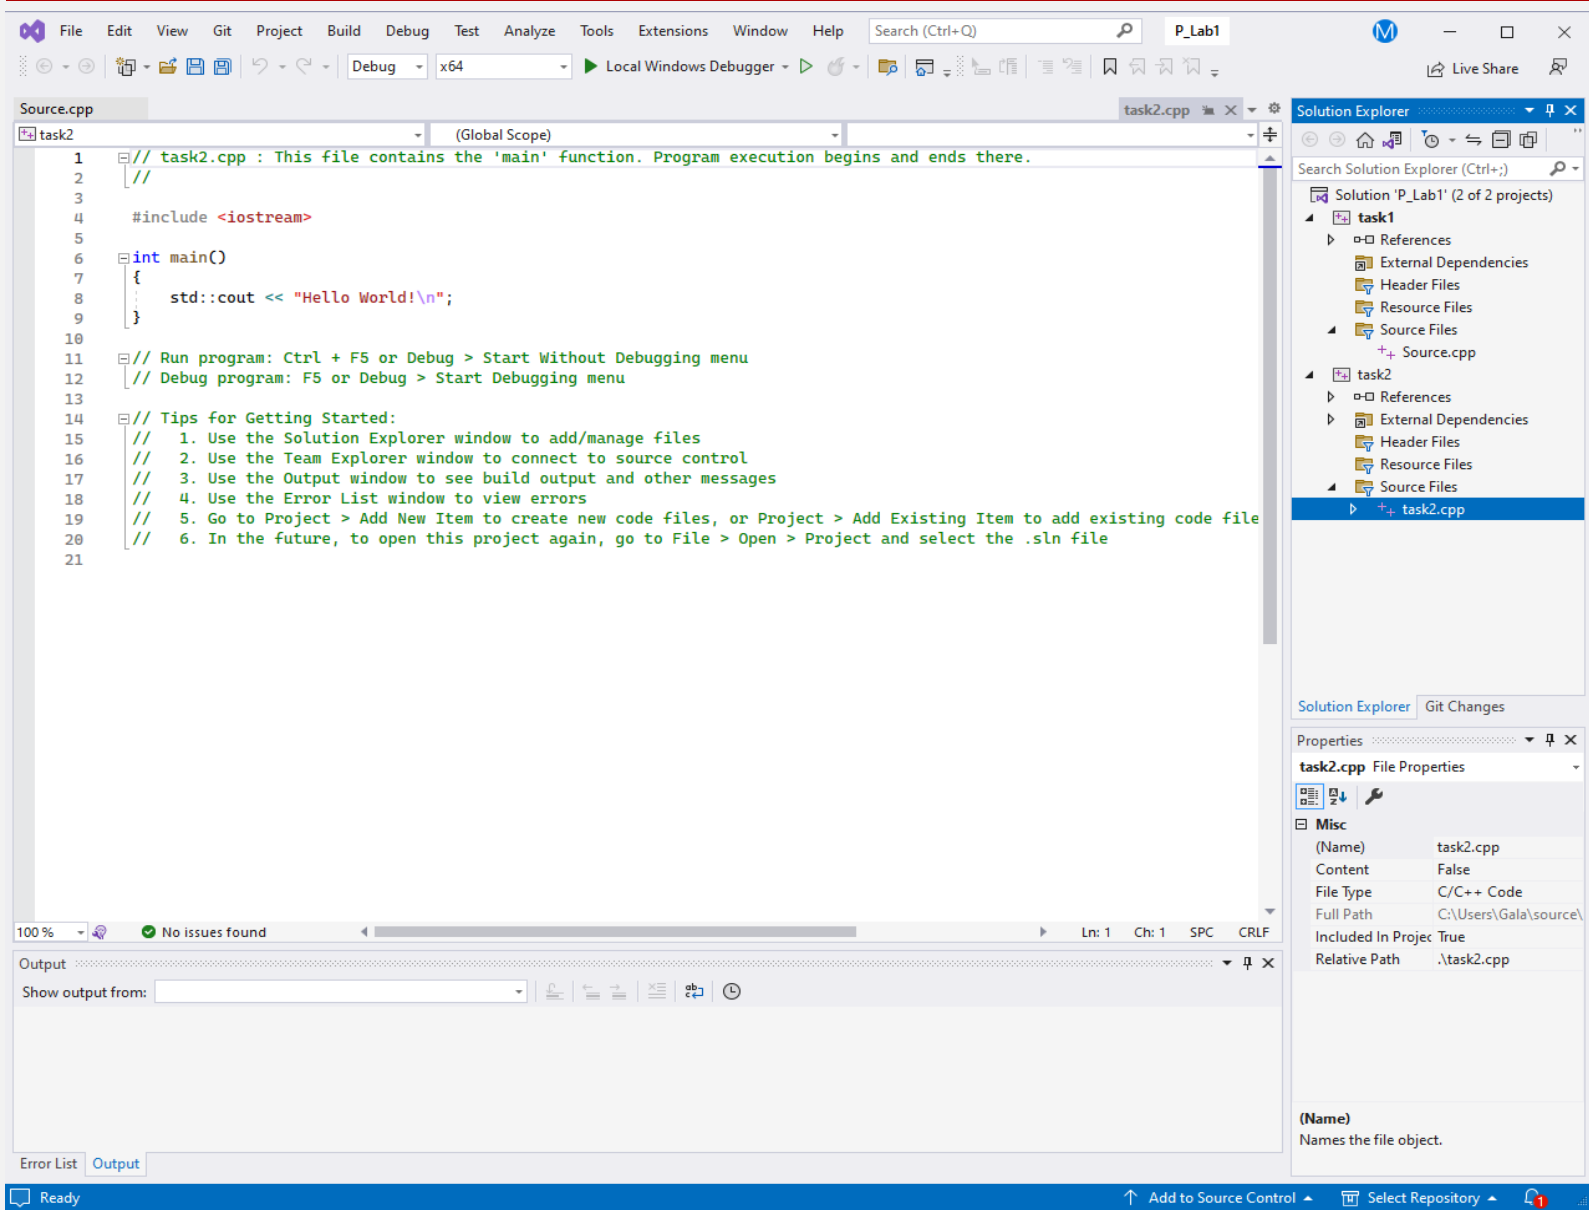 File Edit View Git Project Build Debug Test Analyze Tools Extensions Window Help Search (Ctrl+Q) P_Lab1 M
Debug x64 Local Windows Debugger Live Share
Source.cpp task2.cpp
task2 (Global Scope)
1 // task2.cpp : This file contains the 'main' function. Program execution begins and ends there.
2 //
3
4 #include <iostream>
5
6 int main()
7 {
8 std::cout << "Hello World!\n";
9 }
10
11 // Run program: Ctrl + F5 or Debug > Start Without Debugging menu
12 // Debug program: F5 or Debug > Start Debugging menu
13
14 // Tips for Getting Started:
15 //   1. Use the Solution Explorer window to add/manage files
16 //   2. Use the Team Explorer window to connect to source control
17 //   3. Use the Output window to see build output and other messages
18 //   4. Use the Error List window to view errors
19 //   5. Go to Project > Add New Item to create new code files, or Project > Add Existing Item to add existing code file
20 //   6. In the future, to open this project again, go to File > Open > Project and select the .sln file
21
100 % No issues found Ln: 1 Ch: 1 SPC CRLF
Output
Show output from:
Error List Output
Solution Explorer
Search Solution Explorer (Ctrl+;)
Solution 'P_Lab1' (2 of 2 projects)
task1
References
External Dependencies
Header Files
Resource Files
Source Files
Source.cpp
task2
References
External Dependencies
Header Files
Resource Files
Source Files
task2.cpp
Solution Explorer Git Changes
Properties
task2.cpp File Properties
Misc
(Name) task2.cpp
Content False
File Type C/C++ Code
Full Path C:\Users\Gala\source\
Included In Projec True
Relative Path .\task2.cpp
(Name)
Names the file object.
Ready Add to Source Control Select Repository 1